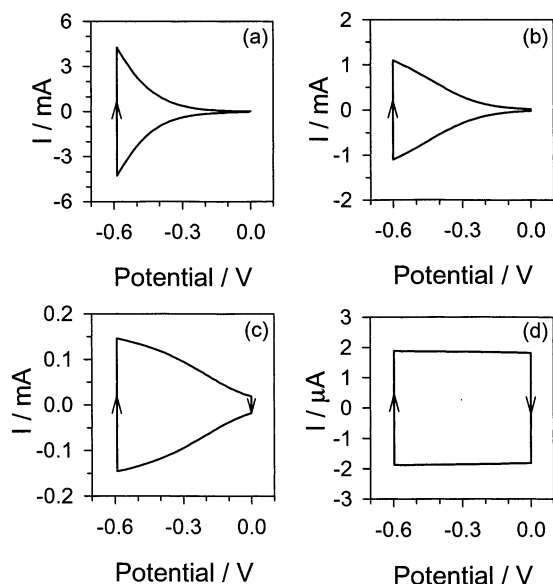 (a)
I / mA
6
3
0
-3
-6
-0.6 -0.3 0.0
Potential / V
(b)
I / mA
2
1
0
-1
-2
-0.6 -0.3 0.0
Potential / V
(c)
I / mA
0.2
0.1
0.0
-0.1
-0.2
-0.6 -0.3 0.0
Potential / V
(d)
I / μA
3
2
1
0
-1
-2
-3
-0.6 -0.3 0.0
Potential / V